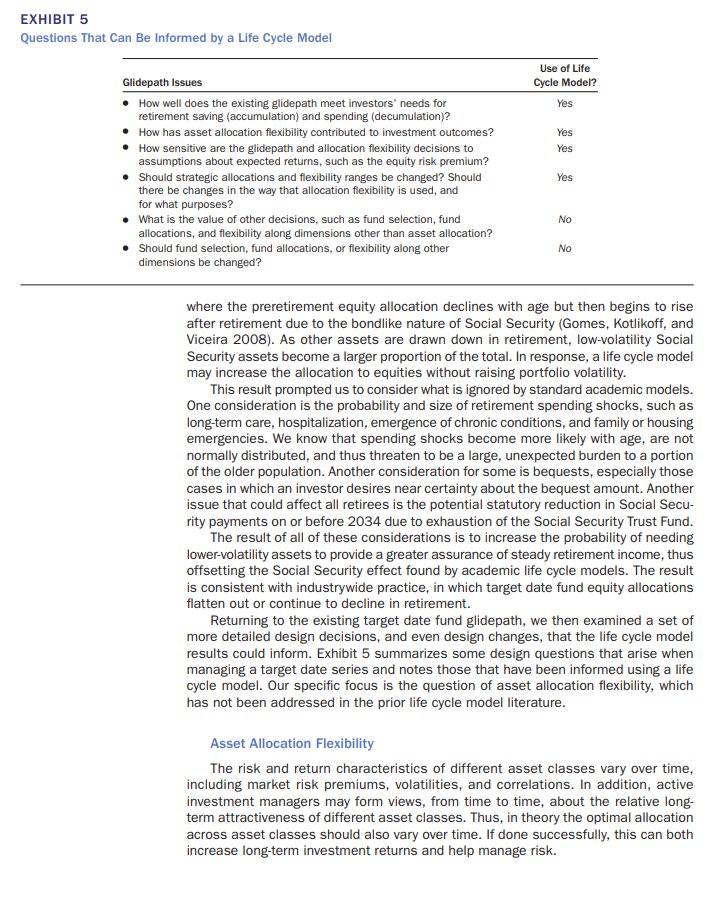 EXHIBIT 5
Questions That Can Be Informed by a Life Cycle Model
Use of Life
Glidepath Issues Cycle Model?
• How well does the existing glidepath meet investors' needs for Yes
retirement saving (accumulation) and spending (decumulation)?
• How has asset allocation flexibility contributed to investment outcomes? Yes
• How sensitive are the glidepath and allocation flexibility decisions to Yes
assumptions about expected returns, such as the equity risk premium?
• Should strategic allocations and flexibility ranges be changed? Should Yes
there be changes in the way that allocation flexibility is used, and
for what purposes?
• What is the value of other decisions, such as fund selection, fund No
allocations, and flexibility along dimensions other than asset allocation?
• Should fund selection, fund allocations, or flexibility along other No
dimensions be changed?
where the preretirement equity allocation declines with age but then begins to rise
after retirement due to the bondlike nature of Social Security (Gomes, Kotlikoff, and
Viceira 2008). As other assets are drawn down in retirement, low-volatility Social
Security assets become a larger proportion of the total. In response, a life cycle model
may increase the allocation to equities without raising portfolio volatility.
This result prompted us to consider what is ignored by standard academic models.
One consideration is the probability and size of retirement spending shocks, such as
long-term care, hospitalization, emergence of chronic conditions, and family or housing
emergencies. We know that spending shocks become more likely with age, are not
normally distributed, and thus threaten to be a large, unexpected burden to a portion
of the older population. Another consideration for some is bequests, especially those
cases in which an investor desires near certainty about the bequest amount. Another
issue that could affect all retirees is the potential statutory reduction in Social Secu-
rity payments on or before 2034 due to exhaustion of the Social Security Trust Fund.
The result of all of these considerations is to increase the probability of needing
lower-volatility assets to provide a greater assurance of steady retirement income, thus
offsetting the Social Security effect found by academic life cycle models. The result
is consistent with industrywide practice, in which target date fund equity allocations
flatten out or continue to decline in retirement.
Returning to the existing target date fund glidepath, we then examined a set of
more detailed design decisions, and even design changes, that the life cycle model
results could inform. Exhibit 5 summarizes some design questions that arise when
managing a target date series and notes those that have been informed using a life
cycle model. Our specific focus is the question of asset allocation flexibility, which
has not been addressed in the prior life cycle model literature.
Asset Allocation Flexibility
The risk and return characteristics of different asset classes vary over time,
including market risk premiums, volatilities, and correlations. In addition, active
investment managers may form views, from time to time, about the relative long-
term attractiveness of different asset classes. Thus, in theory the optimal allocation
across asset classes should also vary over time. If done successfully, this can both
increase long-term investment returns and help manage risk.